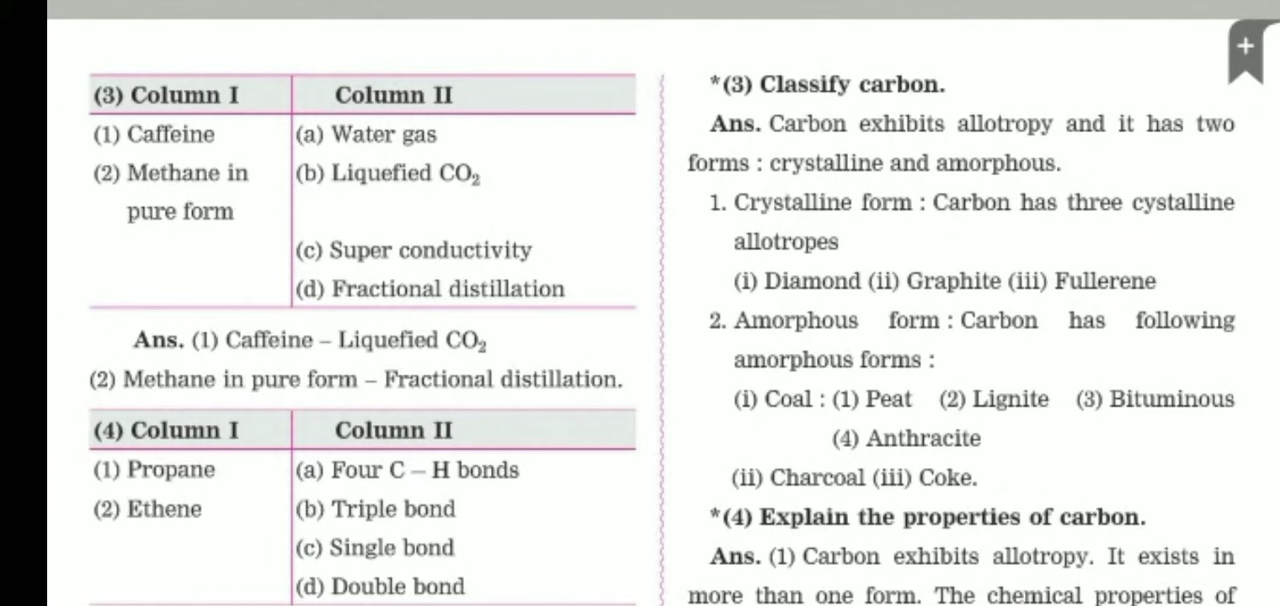 (3) Column I Column II
(1) Caffeine (a) Water gas
(2) Methane in (b) Liquefied CO₂
pure form
(c) Super conductivity
(d) Fractional distillation
Ans. (1) Caffeine – Liquefied CO₂
(2) Methane in pure form – Fractional distillation.
(4) Column I Column II
(1) Propane (a) Four C – H bonds
(2) Ethene (b) Triple bond
(c) Single bond
(d) Double bond
*(3) Classify carbon.
Ans. Carbon exhibits allotropy and it has two
forms : crystalline and amorphous.
1. Crystalline form : Carbon has three cystalline
allotropes
(i) Diamond (ii) Graphite (iii) Fullerene
2. Amorphous form : Carbon has following
amorphous forms :
(i) Coal : (1) Peat (2) Lignite (3) Bituminous
(4) Anthracite
(ii) Charcoal (iii) Coke.
*(4) Explain the properties of carbon.
Ans. (1) Carbon exhibits allotropy. It exists in
more than one form. The chemical properties of